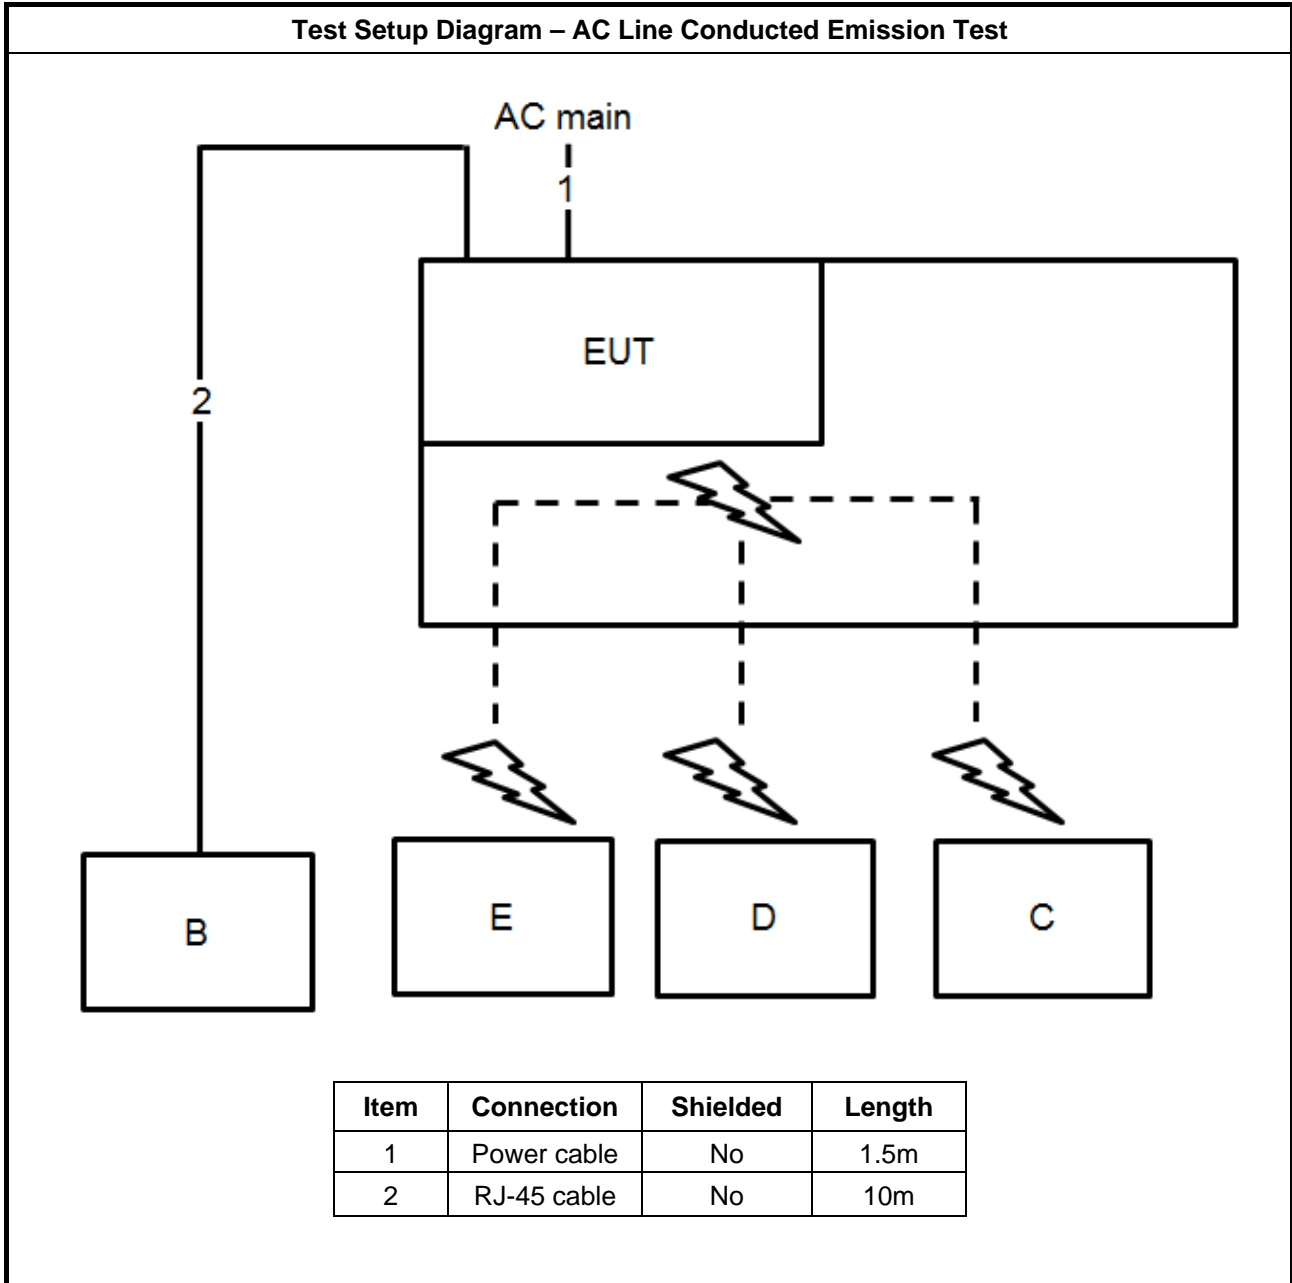 Test Setup Diagram – AC Line Conducted Emission Test
AC main
1
EUT
2
B
E
D
C
Item Connection Shielded Length
1 Power cable No 1.5m
2 RJ-45 cable No 10m